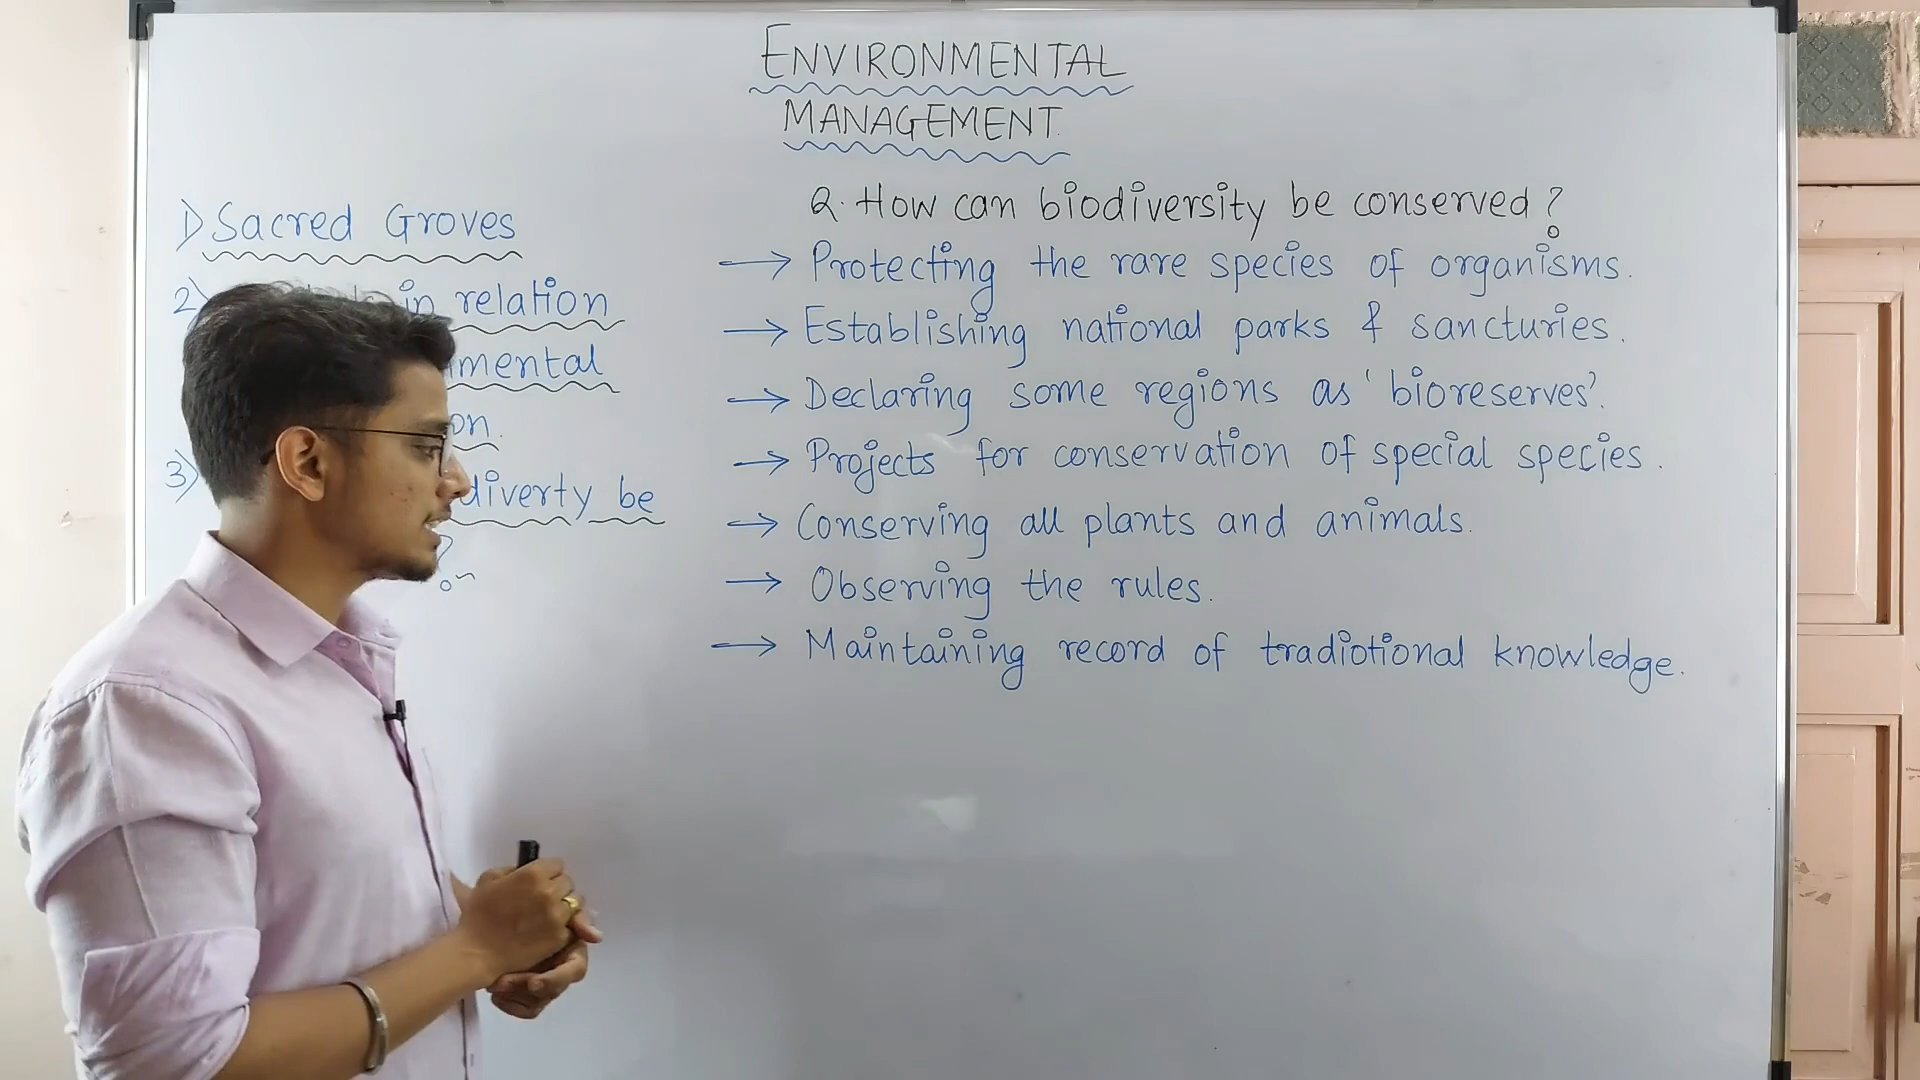 ENVIRONMENTAL
MANAGEMENT.
1) Sacred Groves
2) in relation
mental
on.
3) diverty be
?
Q. How can biodiversity be conserved?
→ Protecting the rare species of organisms.
→ Establishing national parks & sancturies.
→ Declaring some regions as 'bioreserves'.
→ Projects for conservation of special species.
→ Conserving all plants and animals.
→ Observing the rules.
→ Maintaining record of tradiotional knowledge.